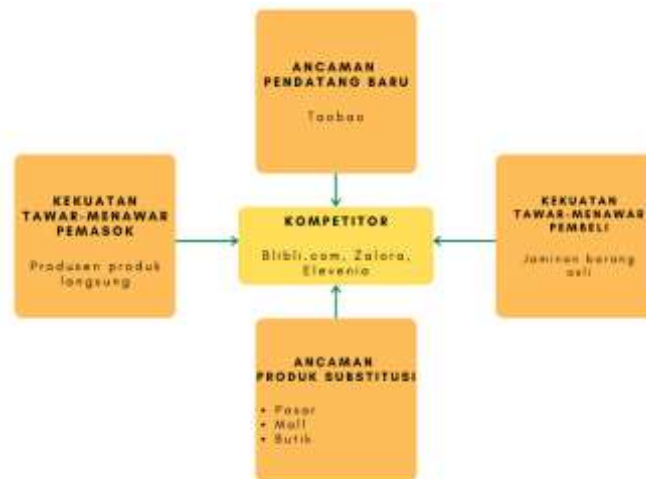 ANCAMAN
PENDATANG BARU
Taobao
KEKUATAN
TAWAR-MENAWAR
PEMASOK
Produsen produk
langsung
KOMPETITOR
Blibli.com, Zalora,
Elevenia
KEKUATAN
TAWAR-MENAWAR
PEMBELI
Jaminan barang
asli
ANCAMAN
PRODUK SUBSTITUSI
• Pasar
• Mall
• Butik